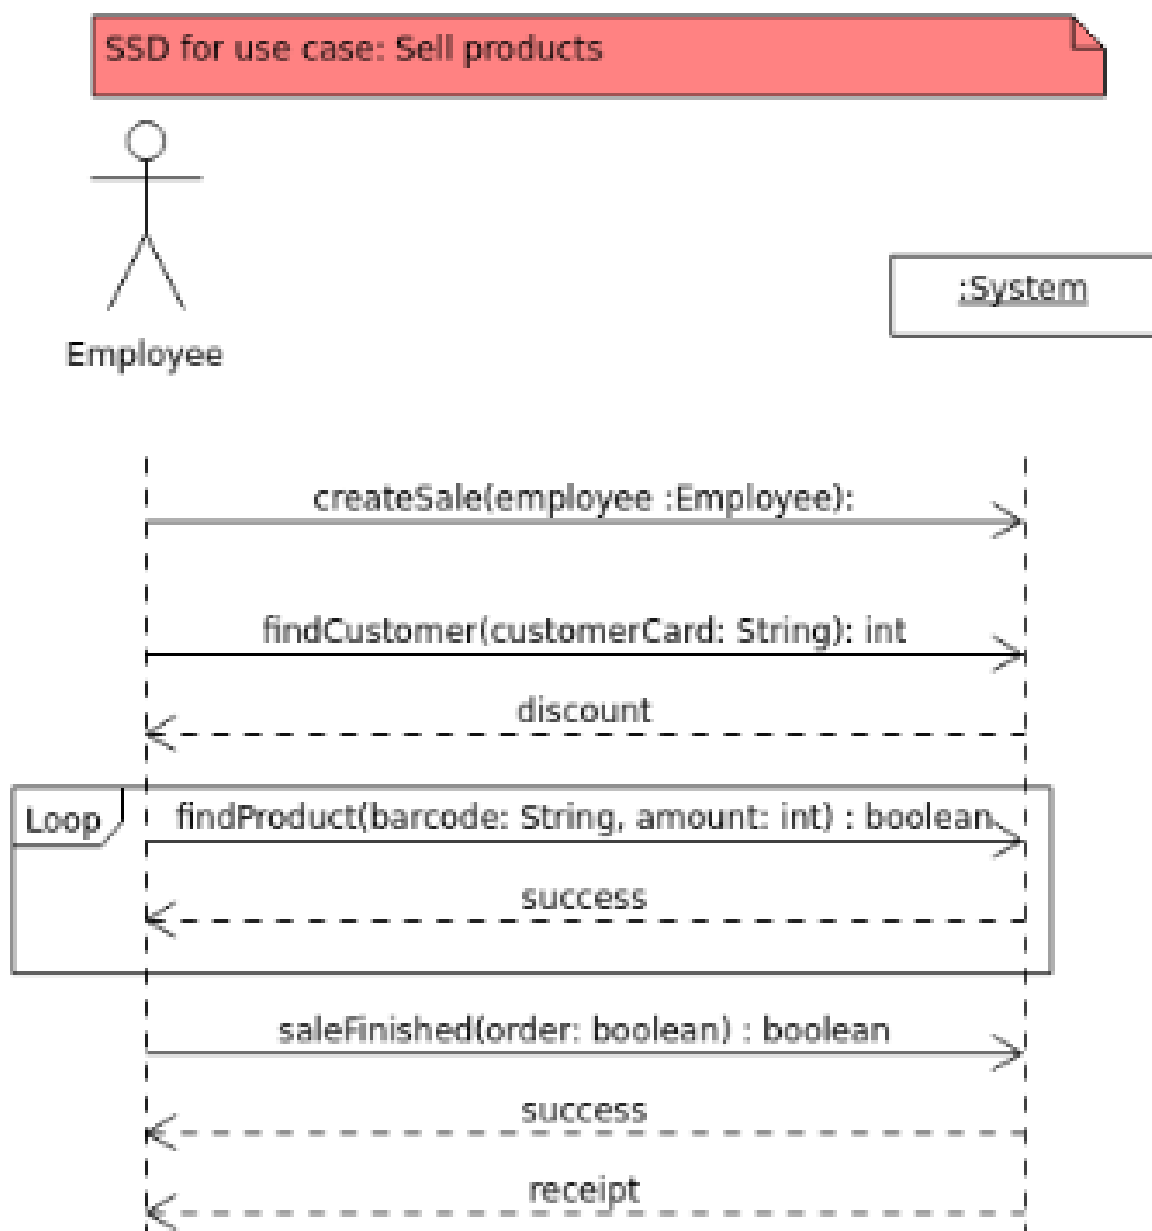 SSD for use case: Sell products
:System
Employee
createSale(employee :Employee):
findCustomer(customerCard: String): int
discount
Loop
findProduct(barcode: String, amount: int) : boolean
success
saleFinished(order: boolean) : boolean
success
receipt